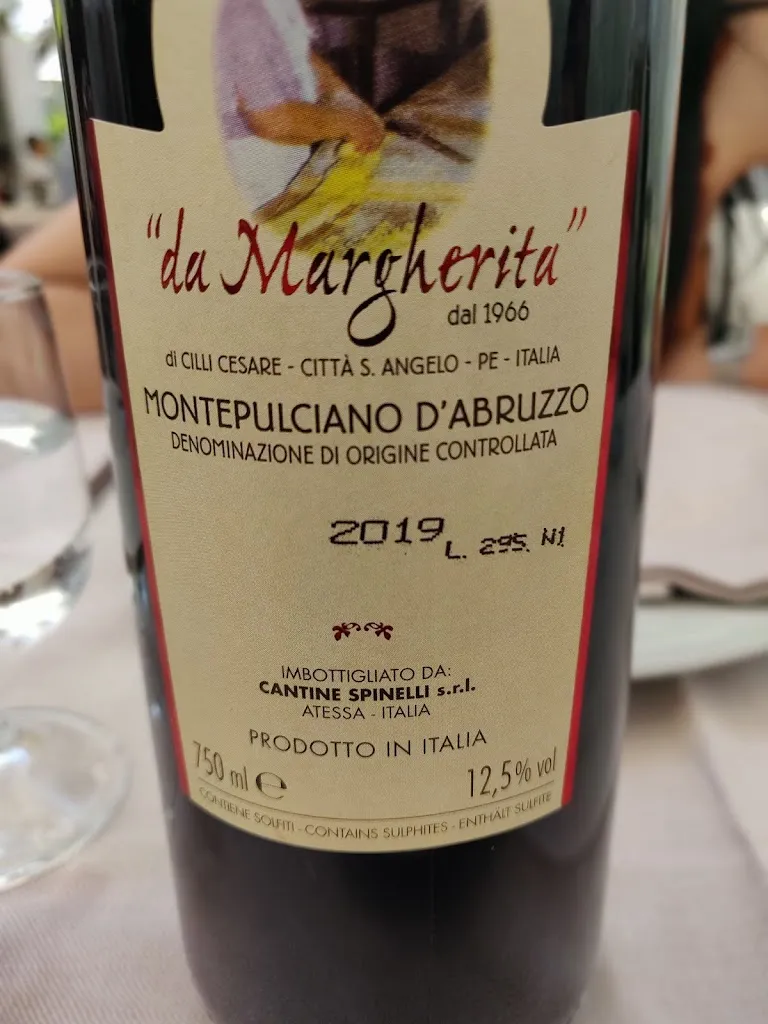 "da Margherita"
dal 1966
di CILLI CESARE - CITTÀ S. ANGELO - PE - ITALIA
MONTEPULCIANO D'ABRUZZO
DENOMINAZIONE DI ORIGINE CONTROLLATA
2019 L. 295 N1
IMBOTTIGLIATO DA:
CANTINE SPINELLI s.r.l.
ATESSA - ITALIA
PRODOTTO IN ITALIA
750 ml ℮ 12,5% vol
CONTIENE SOLFITI - CONTAINS SULPHITES - ENTHALT SULFITE